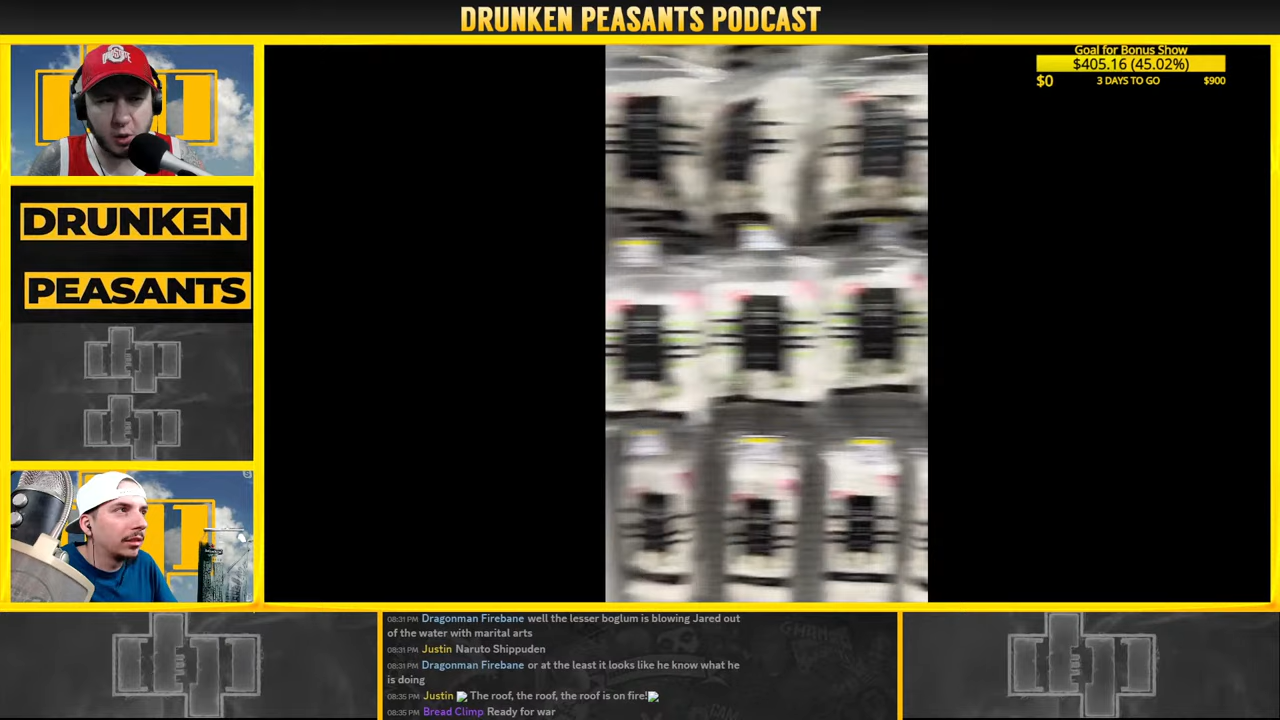 DRUNKEN PEASANTS PODCAST
Goal for Bonus Show
$405.16 (45.02%)
$0 3 DAYS TO GO $900
DRUNKEN
PEASANTS
08:31 PM Dragonman Firebane well the lesser boglum is blowing Jared out
of the water with marital arts
08:31 PM Justin Naruto Shippuden
08:31 PM Dragonman Firebane or at the least it looks like he know what he
is doing
08:35 PM Justin The roof, the roof, the roof is on fire!
08:35 PM Bread Climp Ready for war